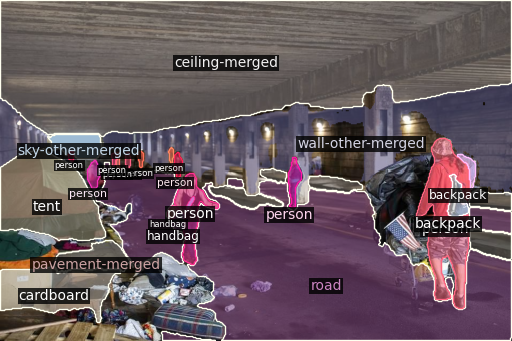 ceiling-merged
sky-other-merged
wall-other-merged
person
person
person
person
person
person
tent
person
person
backpack
handbag
handbag
backpack
pavement-merged
cardboard
road